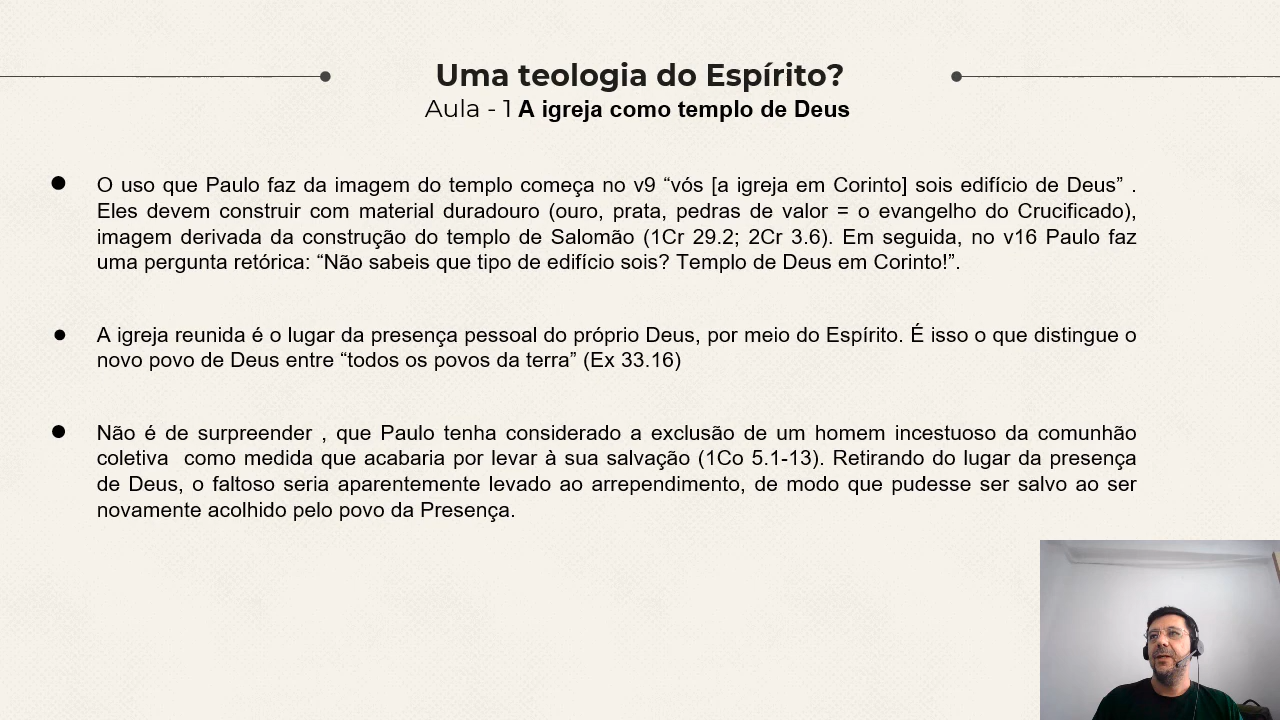 Uma teologia do Espírito?
Aula - 1 A igreja como templo de Deus
● O uso que Paulo faz da imagem do templo começa no v9 “vós [a igreja em Corinto] sois edifício de Deus” .
Eles devem construir com material duradouro (ouro, prata, pedras de valor = o evangelho do Crucificado),
imagem derivada da construção do templo de Salomão (1Cr 29.2; 2Cr 3.6). Em seguida, no v16 Paulo faz
uma pergunta retórica: “Não sabeis que tipo de edifício sois? Templo de Deus em Corinto!”.
● A igreja reunida é o lugar da presença pessoal do próprio Deus, por meio do Espírito. É isso o que distingue o
novo povo de Deus entre “todos os povos da terra” (Ex 33.16)
● Não é de surpreender , que Paulo tenha considerado a exclusão de um homem incestuoso da comunhão
coletiva  como medida que acabaria por levar à sua salvação (1Co 5.1-13). Retirando do lugar da presença
de Deus, o faltoso seria aparentemente levado ao arrependimento, de modo que pudesse ser salvo ao ser
novamente acolhido pelo povo da Presença.